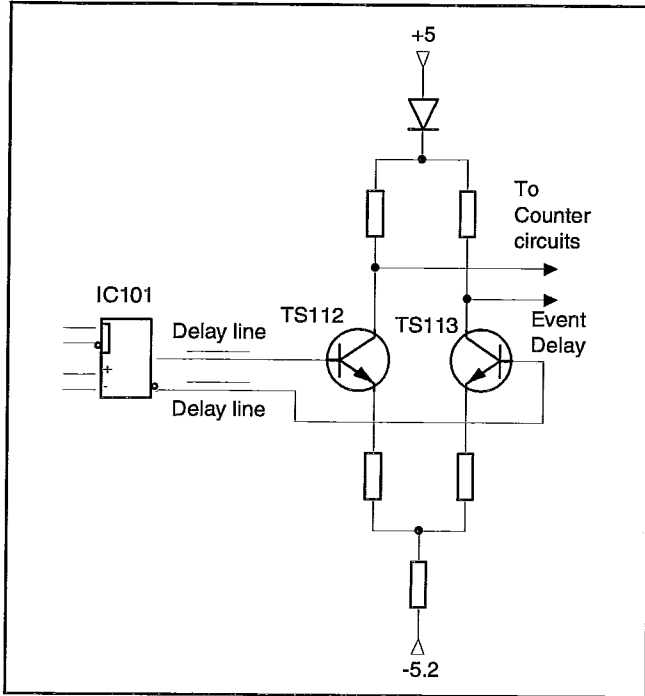 +5
To
Counter
circuits
IC101
Delay line
TS112
TS113
Event
Delay
+
-
Delay line
-5.2